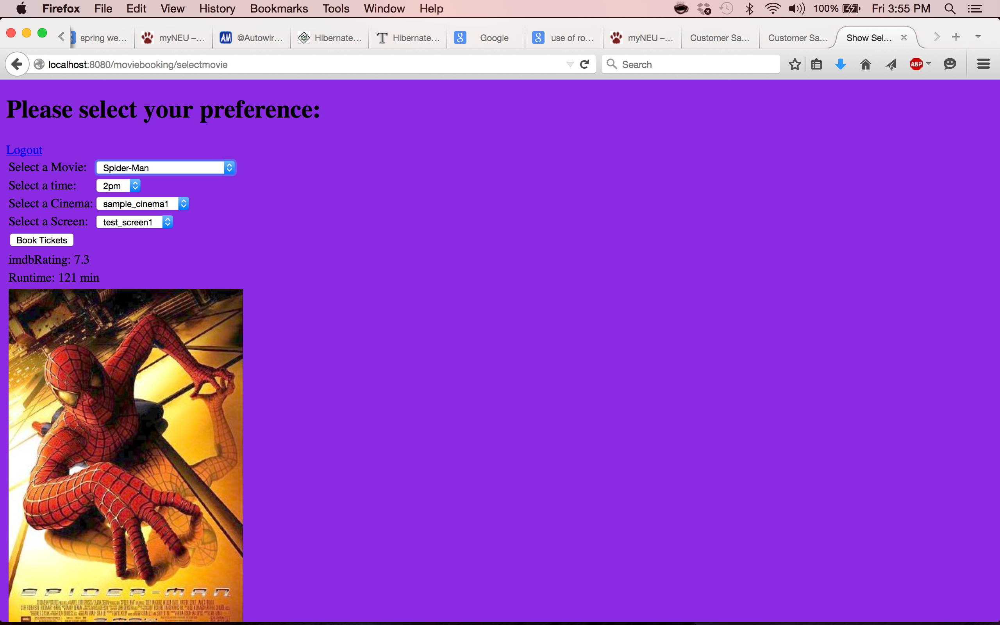 Firefox File Edit View History Bookmarks Tools Window Help 100% Fri 3:55 PM
spring we... myNEU –... AM @Autowir... Hibernate... T Hibernate... g Google g use of ro... myNEU –... Customer Sa... Customer Sa... Show Sel...
localhost:8080/moviebooking/selectmovie Search ABP
Please select your preference:
Logout
Select a Movie: Spider-Man
Select a time: 2pm
Select a Cinema: sample_cinema1
Select a Screen: test_screen1
Book Tickets
imdbRating: 7.3
Runtime: 121 min
SPIDER-MAN